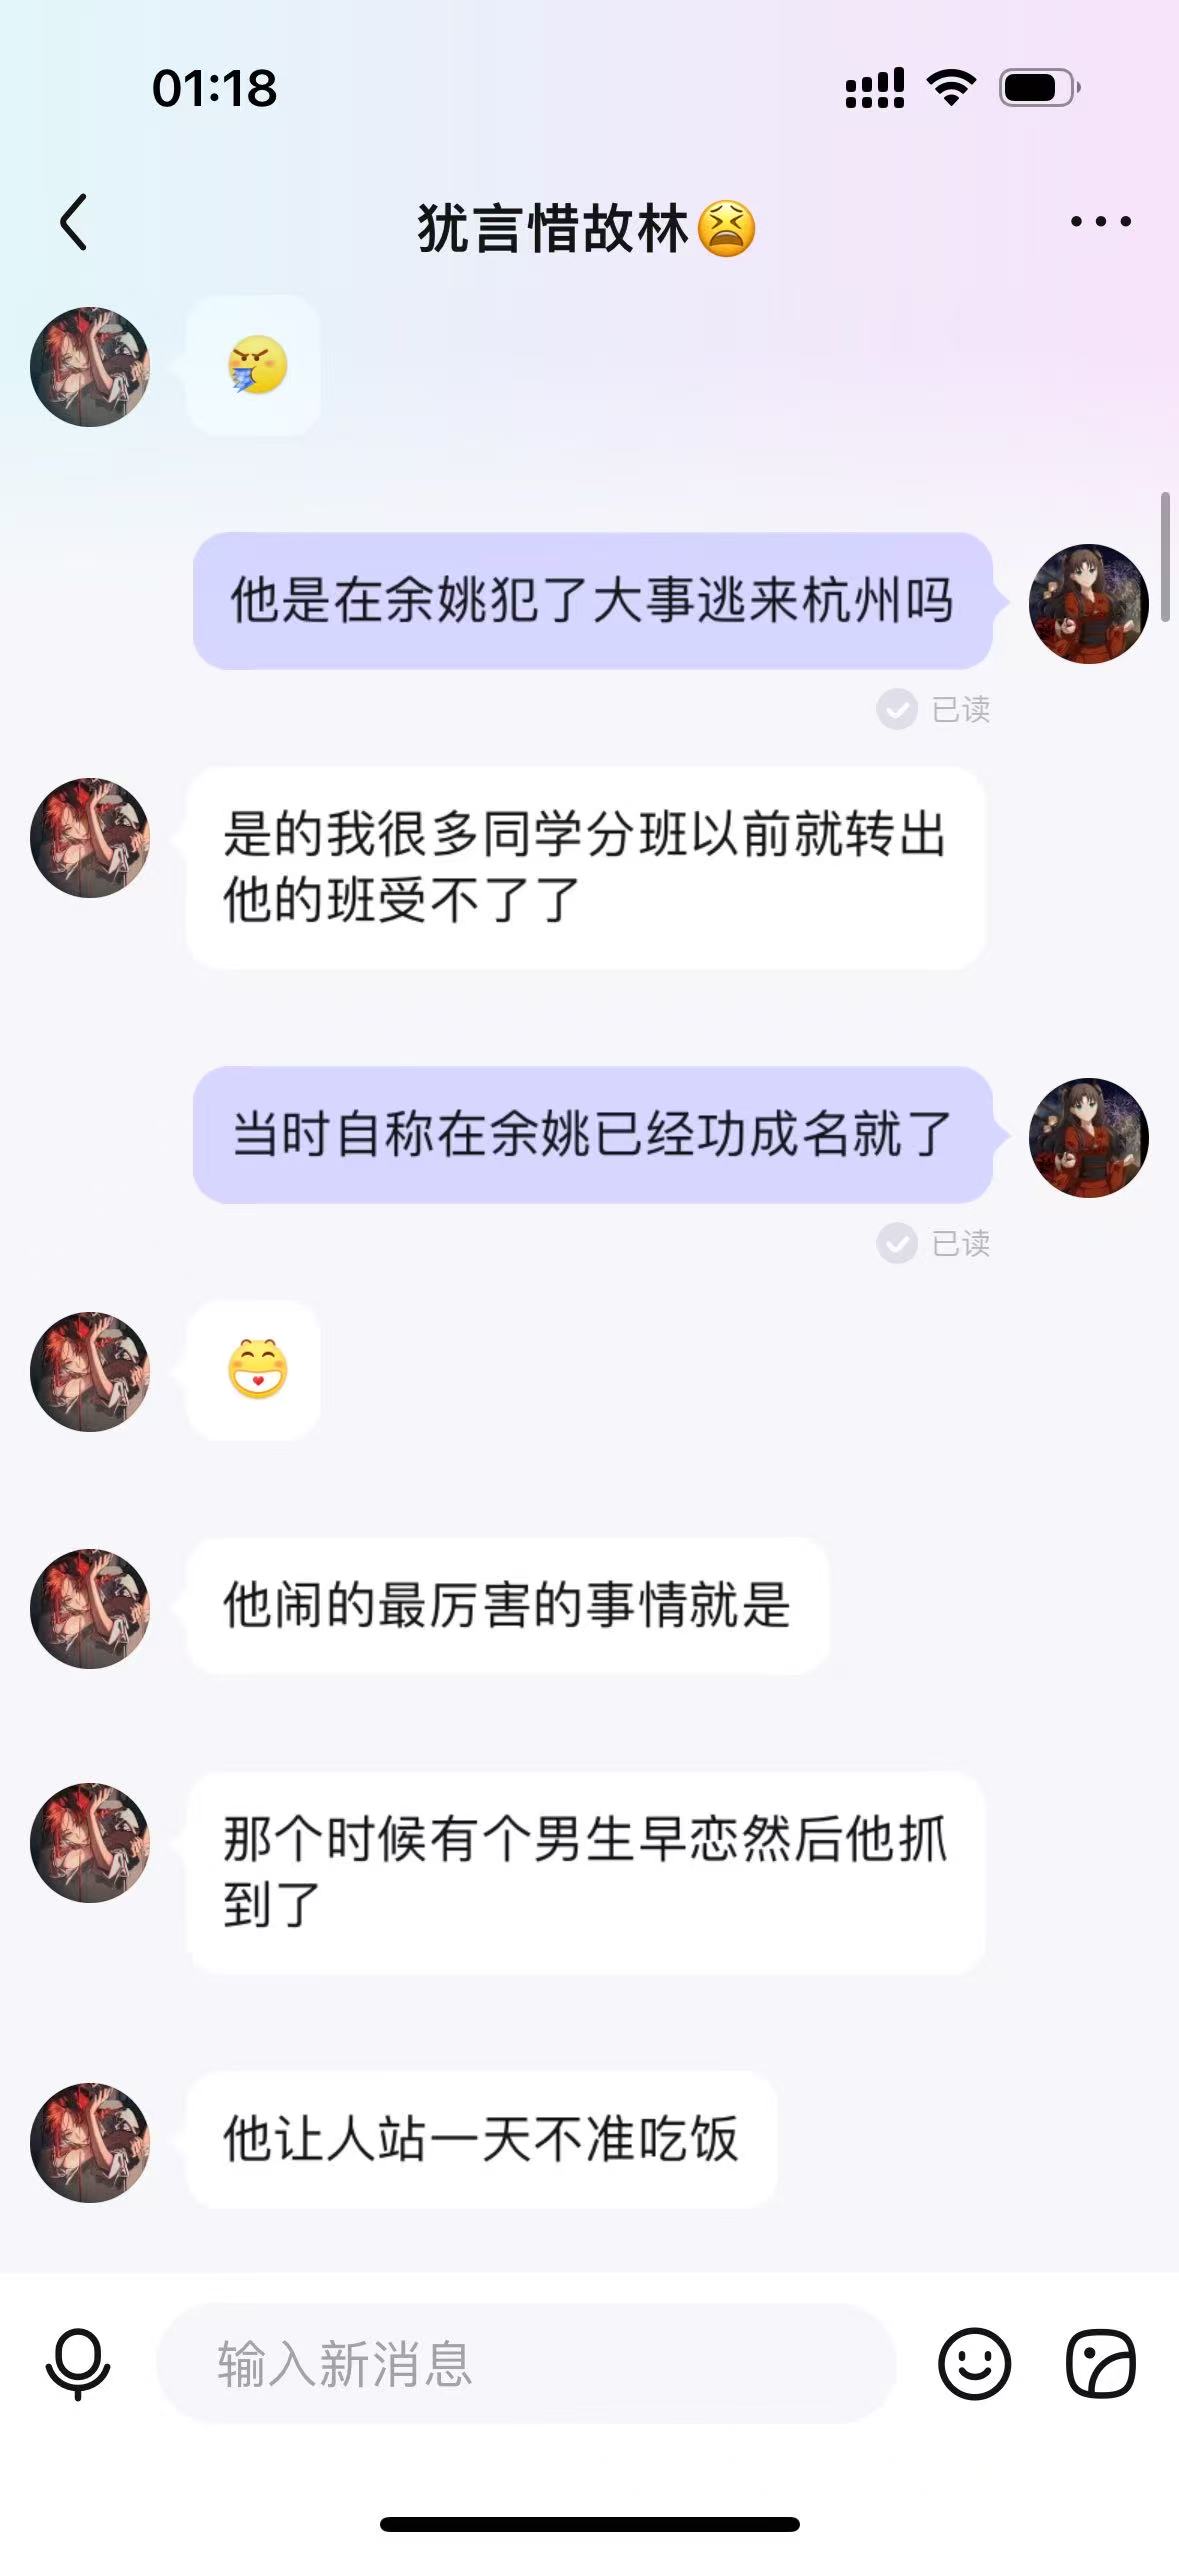 01:18
犹言惜故林😫
他是在余姚犯了大事逃来杭州吗
已读
是的我很多同学分班以前就转出
他的班受不了了
当时自称在余姚已经功成名就了
已读
他闹的最厉害的事情就是
那个时候有个男生早恋然后他抓
到了
他让人站一天不准吃饭
输入新消息